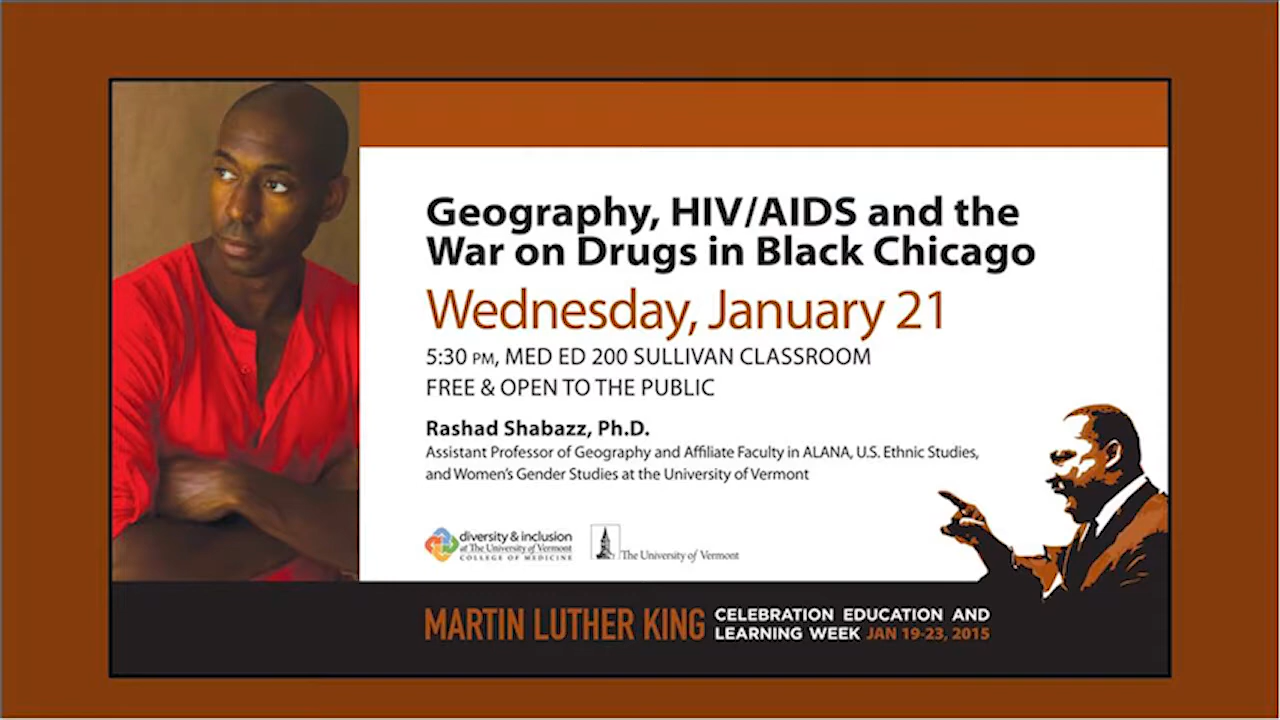 Geography, HIV/AIDS and the
War on Drugs in Black Chicago
Wednesday, January 21
5:30 PM, MED ED 200 SULLIVAN CLASSROOM
FREE & OPEN TO THE PUBLIC
Rashad Shabazz, Ph.D.
Assistant Professor of Geography and Affiliate Faculty in ALANA, U.S. Ethnic Studies,
and Women's Gender Studies at the University of Vermont
diversity & inclusion
at The University of Vermont
COLLEGE OF MEDICINE
The University of Vermont
MARTIN LUTHER KING
CELEBRATION EDUCATION AND
LEARNING WEEK JAN 19-23, 2015